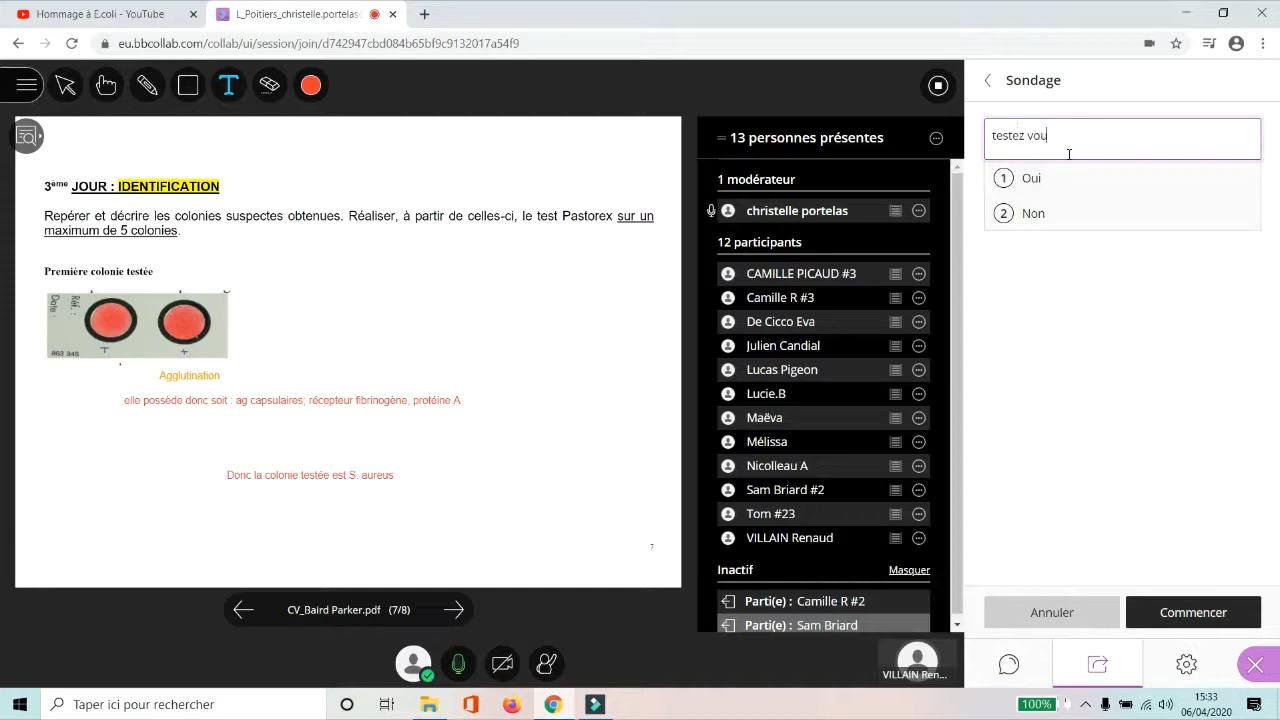 Hommage à E.coli - YouTube
L_Poitiers_christelle.portelas
eu.bbcollab.com/collab/ui/session/join/d742947cbd084b65bf9c9132017a54f9
3ème JOUR : IDENTIFICATION
Repérer et décrire les colonies suspectes obtenues. Réaliser, à partir de celles-ci, le test Pastorex sur un
maximum de 5 colonies.
Première colonie testée
Date
Réf. :
+ +
Agglutination
elle possède donc soit : ag capsulaires; récepteur fibrinogène, protéine A
Donc la colonie testée est S. aureus
7
CV_Baird Parker.pdf (7/8)
13 personnes présentes
1 modérateur
christelle portelas
12 participants
CAMILLE PICAUD #3
Camille R #3
De Cicco Eva
Julien Candial
Lucas Pigeon
Lucie.B
Maëva
Mélissa
Nicolleau A
Sam Briard #2
Tom #23
VILLAIN Renaud
Inactif Masquer
Parti(e) : Camille R #2
Parti(e) : Sam Briard
VILLAIN Ren...
Sondage
testez vou
1 Oui
2 Non
Annuler Commencer
Taper ici pour rechercher
100%
15:33
06/04/2020